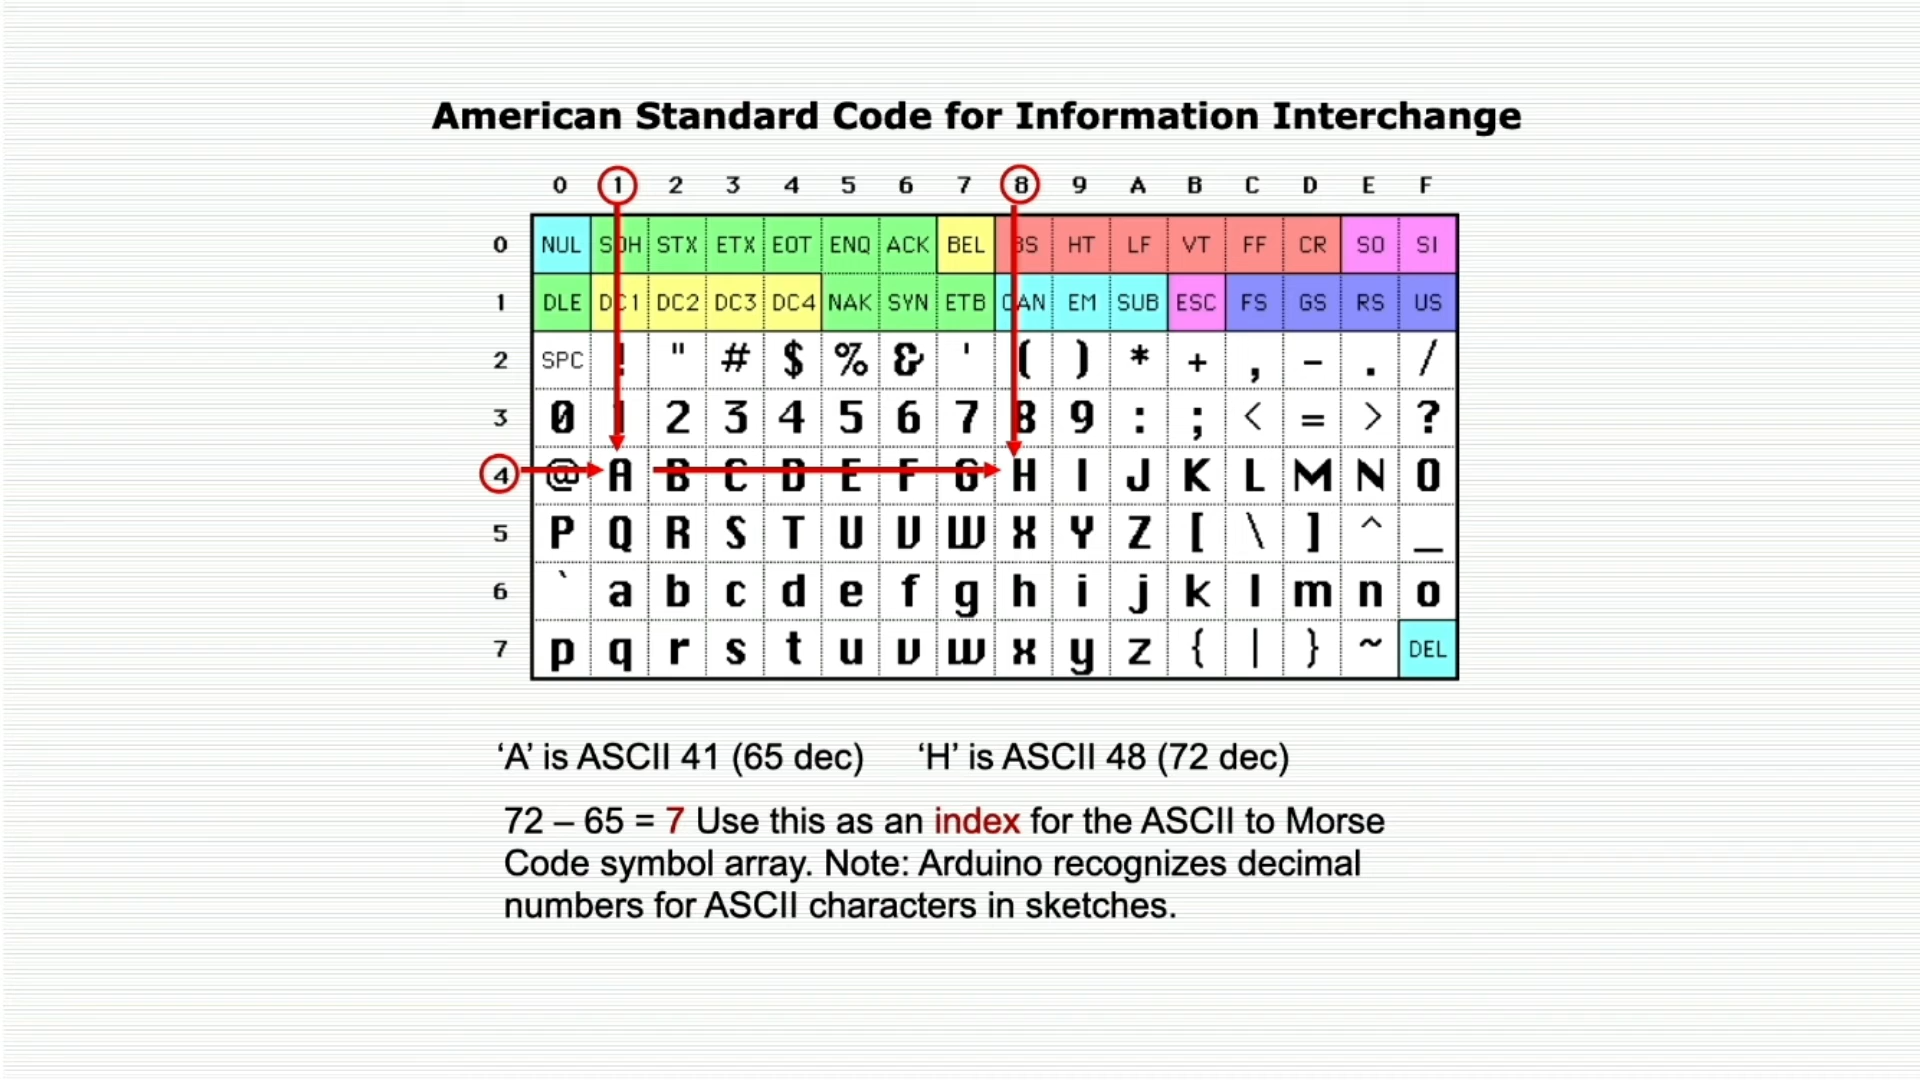 American Standard Code for Information Interchange
0 1 2 3 4 5 6 7 8 9 A B C D E F
0 NUL SOH STX ETX EOT ENQ ACK BEL BS HT LF VT FF CR SO SI
1 DLE DC1 DC2 DC3 DC4 NAK SYN ETB CAN EM SUB ESC FS GS RS US
2 SPC ! " # $ % & ' ( ) * + , - . /
3 0 1 2 3 4 5 6 7 8 9 : ; < = > ?
4 @ A B C D E F G H I J K L M N O
5 P Q R S T U V W X Y Z [ \ ] ^ _
6 ` a b c d e f g h i j k l m n o
7 p q r s t u v w x y z { | } ~ DEL
‘A’ is ASCII 41 (65 dec) ‘H’ is ASCII 48 (72 dec)
72 – 65 = 7 Use this as an index for the ASCII to Morse
Code symbol array. Note: Arduino recognizes decimal
numbers for ASCII characters in sketches.